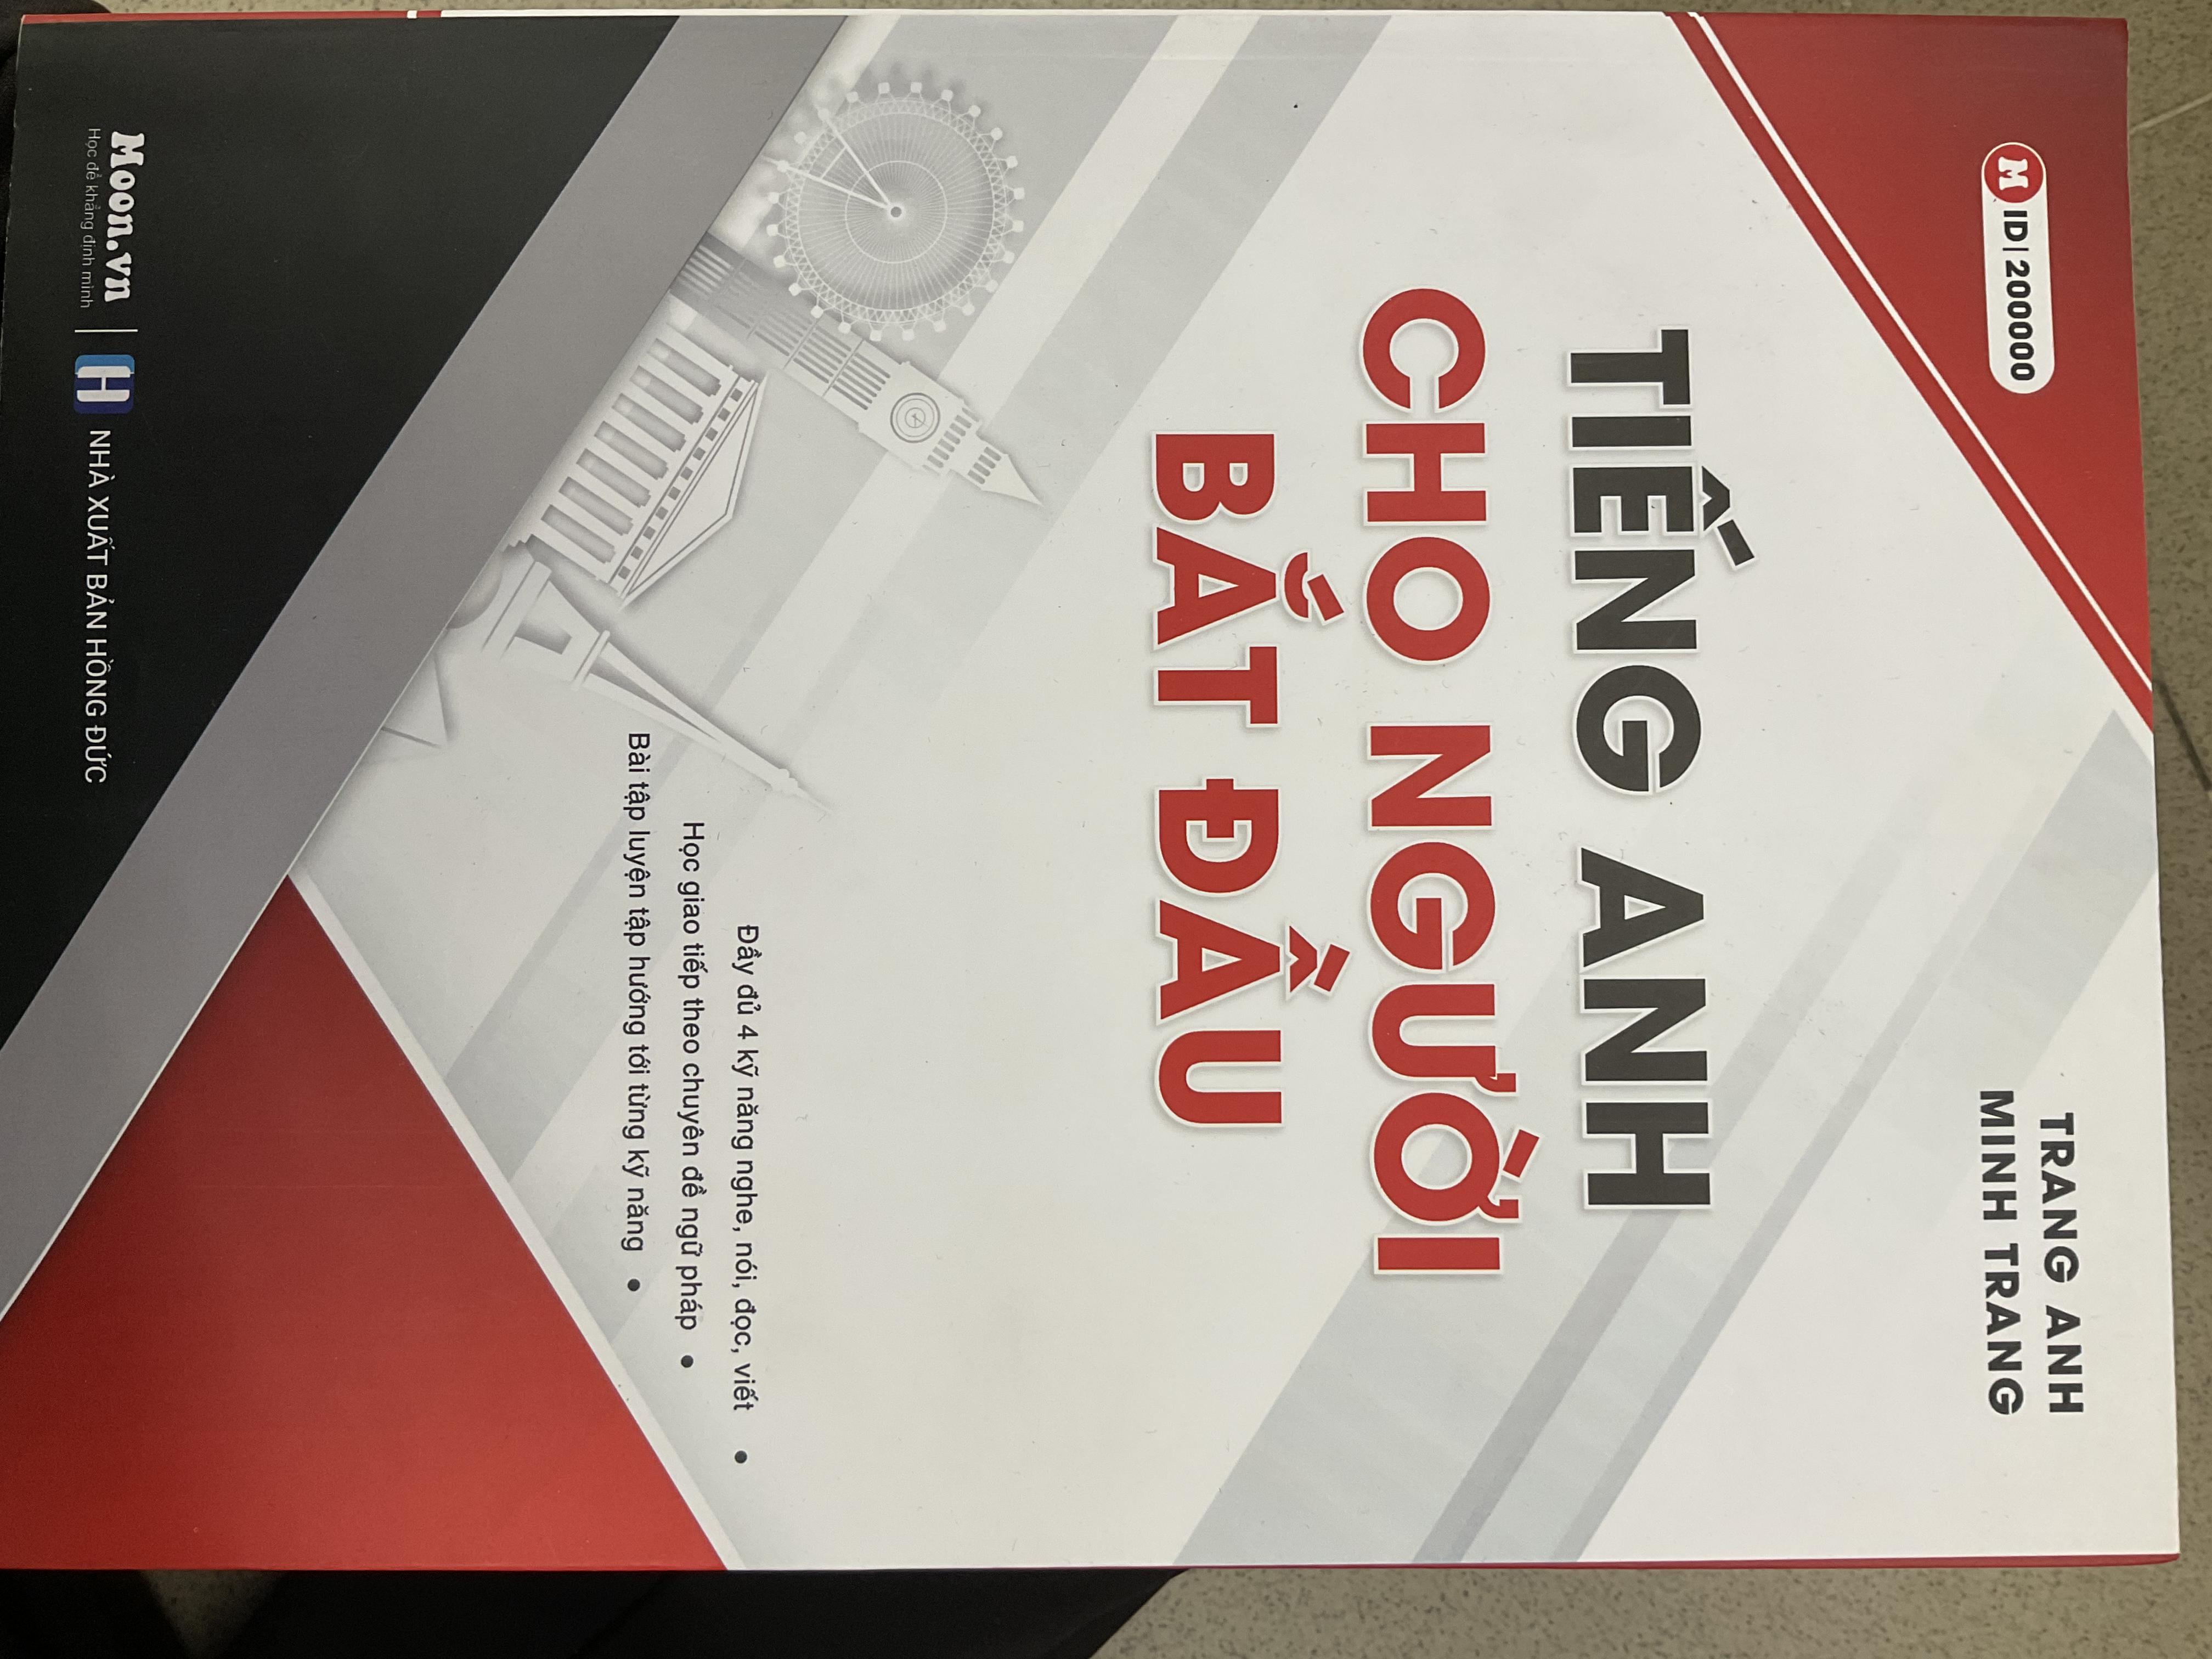 M ID|200000
TRANG ANH
MINH TRANG
TIẾNG ANH
CHO NGƯỜI
BẮT ĐẦU
Đầy đủ 4 kỹ năng nghe, nói, đọc, viết •
Học giao tiếp theo chuyên đề ngữ pháp •
Bài tập luyện tập hướng tới từng kỹ năng •
Moon.vn
Học để khẳng định mình
H NHÀ XUẤT BẢN HỒNG ĐỨC